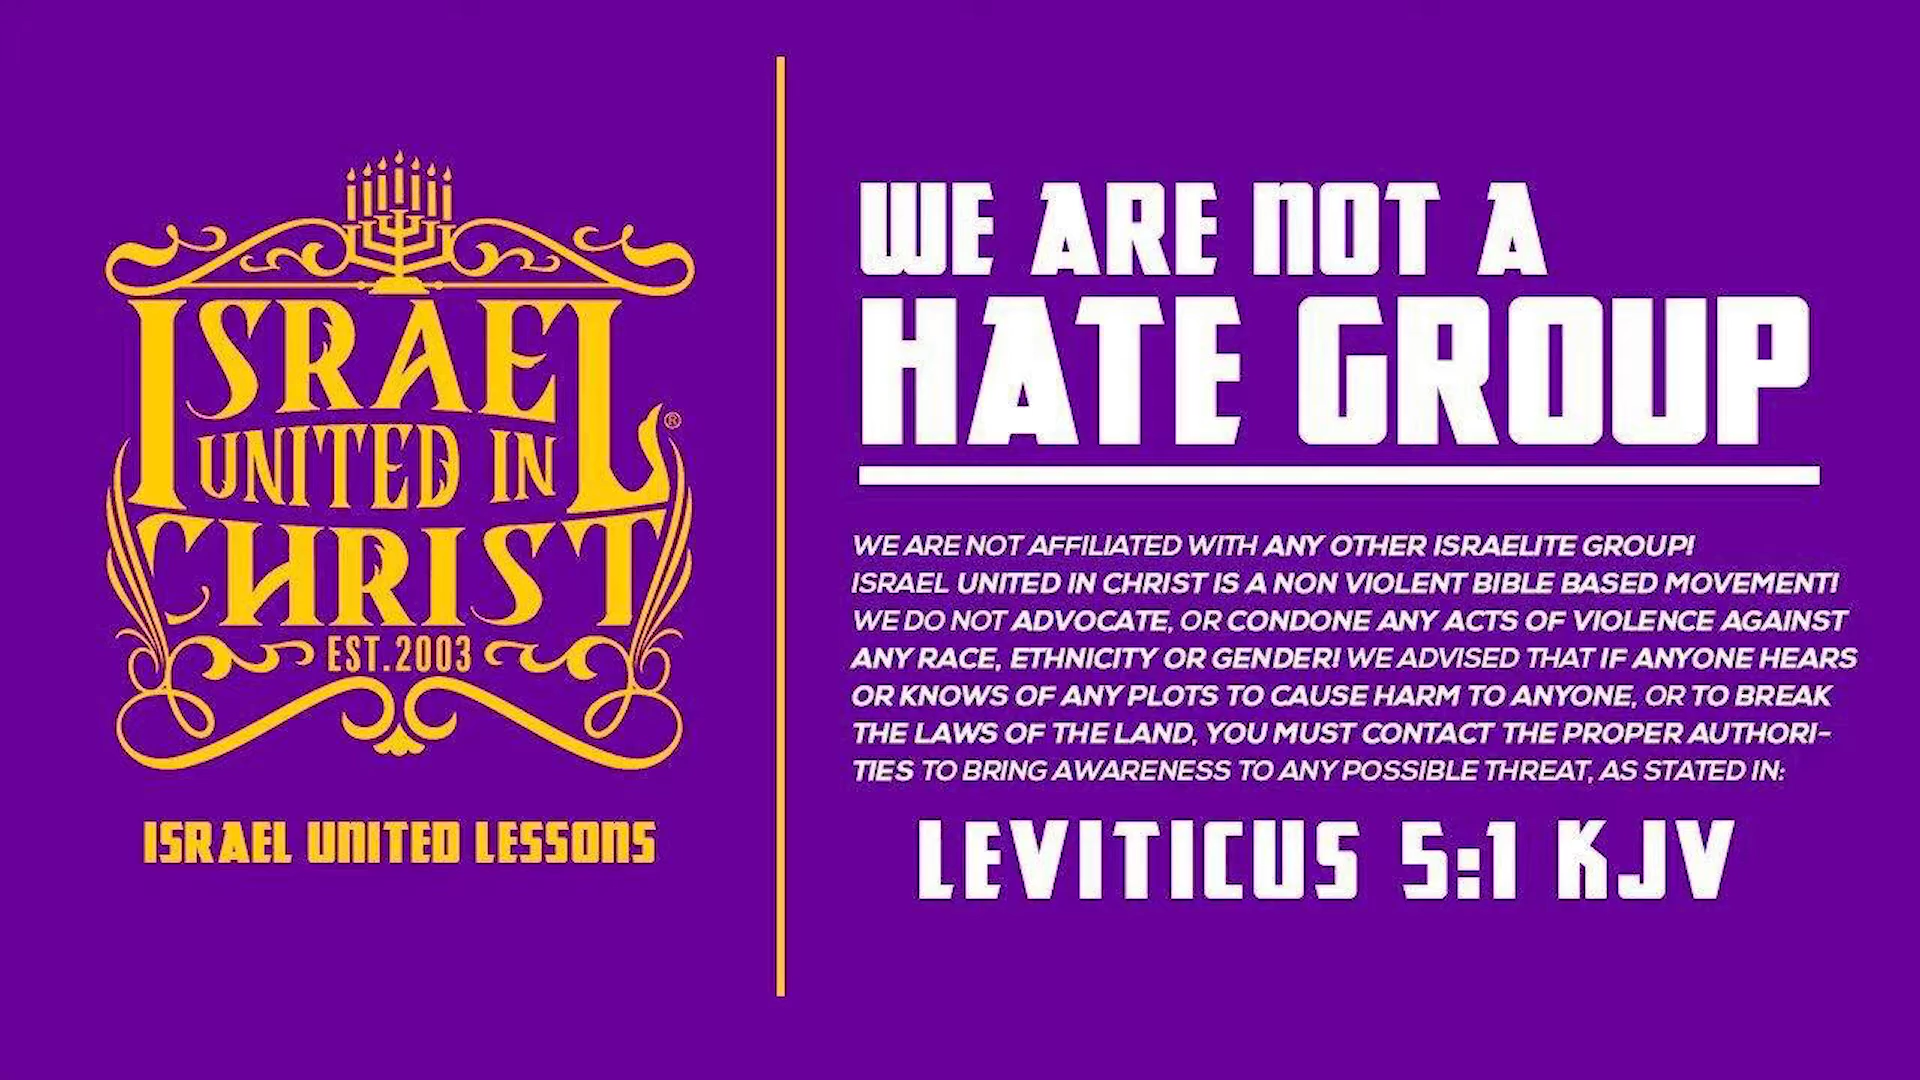 ISRAEL
UNITED IN
CHRIST
®
EST.2003
ISRAEL UNITED LESSONS
WE ARE NOT A
HATE GROUP
WE ARE NOT AFFILIATED WITH ANY OTHER ISRAELITE GROUP!
ISRAEL UNITED IN CHRIST IS A NON VIOLENT BIBLE BASED MOVEMENT!
WE DO NOT ADVOCATE, OR CONDONE ANY ACTS OF VIOLENCE AGAINST
ANY RACE, ETHNICITY OR GENDER! WE ADVISED THAT IF ANYONE HEARS
OR KNOWS OF ANY PLOTS TO CAUSE HARM TO ANYONE, OR TO BREAK
THE LAWS OF THE LAND, YOU MUST CONTACT THE PROPER AUTHORI-
TIES TO BRING AWARENESS TO ANY POSSIBLE THREAT, AS STATED IN:
LEVITICUS 5:1 KJV